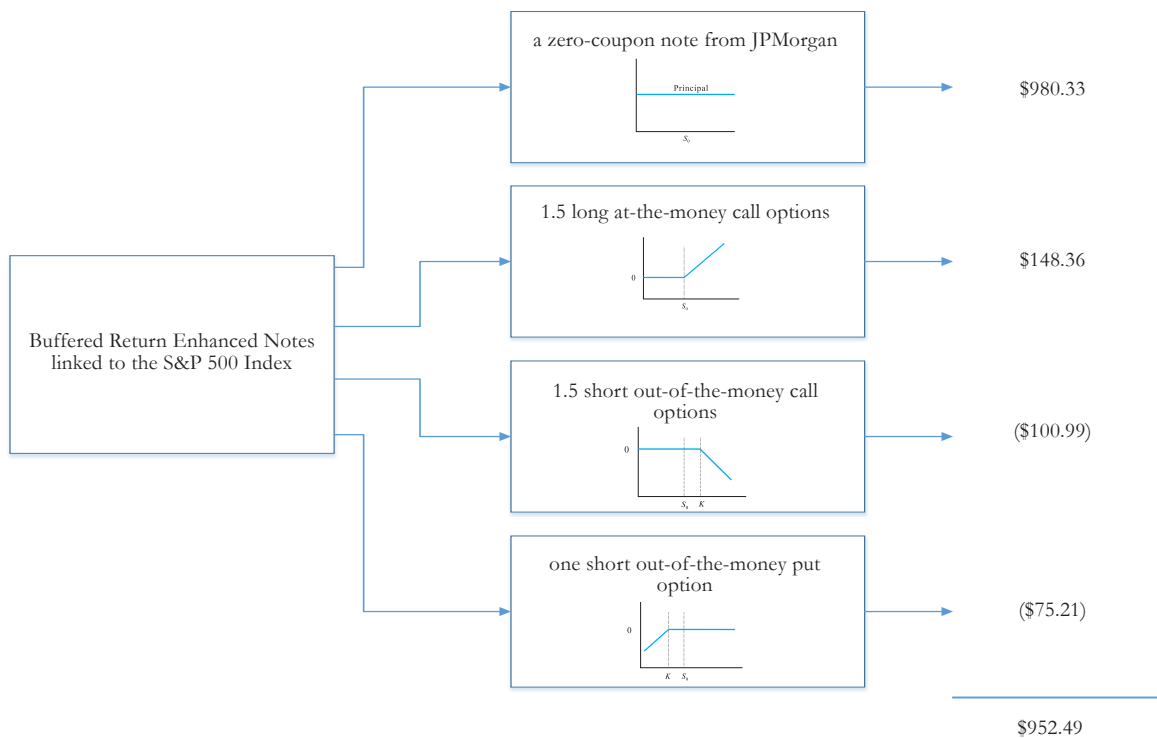 a zero-coupon note from JPMorgan
Principal
S₀
$980.33
1.5 long at-the-money call options
0
S₀
$148.36
Buffered Return Enhanced Notes
linked to the S&P 500 Index
1.5 short out-of-the-money call
options
0
S₀ K
($100.99)
one short out-of-the-money put
option
0
K S₀
($75.21)
$952.49